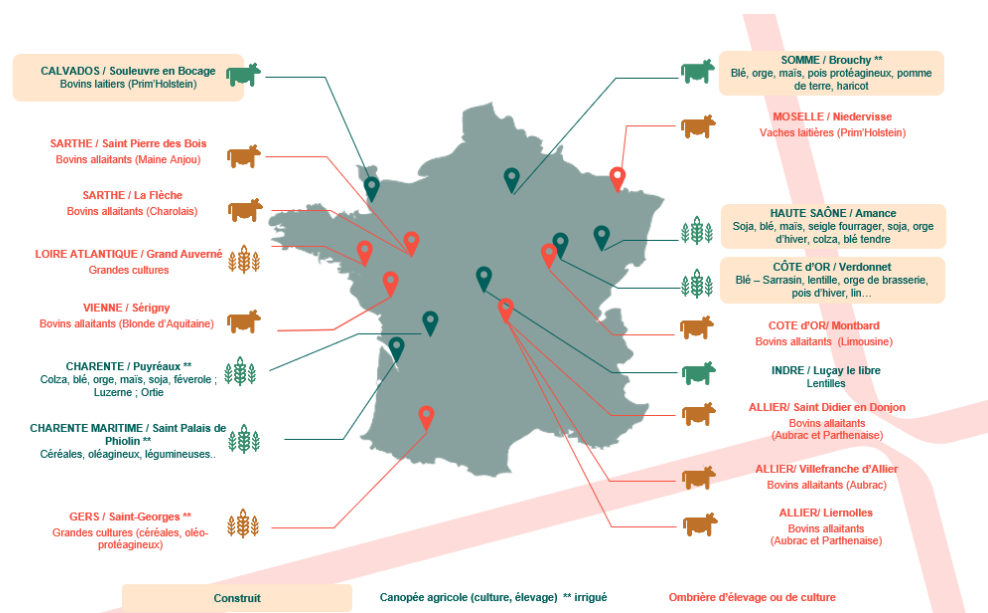 CALVADOS / Souleuvre en Bocage
Bovins laitiers (Prim'Holstein)
SARTHE / Saint Pierre des Bois
Bovins allaitants (Maine Anjou)
SARTHE / La Flèche
Bovins allaitants (Charolais)
LOIRE ATLANTIQUE / Grand Auverné
Grandes cultures
VIENNE / Sérigny
Bovins allaitants (Blonde d'Aquitaine)
CHARENTE / Puyréaux **
Colza, blé, orge, maïs, soja, féverole ;
Luzerne ; Ortie
CHARENTE MARITIME / Saint Palais de
Phiolin **
Céréales, oléagineux, légumineuses..
GERS / Saint-Georges **
Grandes cultures (céréales, oléo-
protéagineux)
SOMME / Brouchy **
Blé, orge, maïs, pois protéagineux, pomme
de terre, haricot
MOSELLE / Niedervisse
Vaches laitières (Prim'Holstein)
HAUTE SAÔNE / Amance
Soja, blé, maïs, seigle fourrager, soja, orge
d'hiver, colza, blé tendre
CÔTE d'OR / Verdonnet
Blé – Sarrasin, lentille, orge de brasserie,
pois d'hiver, lin…
COTE d'OR/ Montbard
Bovins allaitants (Limousine)
INDRE / Luçay le libre
Lentilles
ALLIER/ Saint Didier en Donjon
Bovins allaitants
(Aubrac et Parthenaise)
ALLIER/ Villefranche d'Allier
Bovins allaitants (Aubrac)
ALLIER/ Liernolles
Bovins allaitants
(Aubrac et Parthenaise)
Construit
Canopée agricole (culture, élevage) ** irrigué
Ombrière d'élevage ou de culture